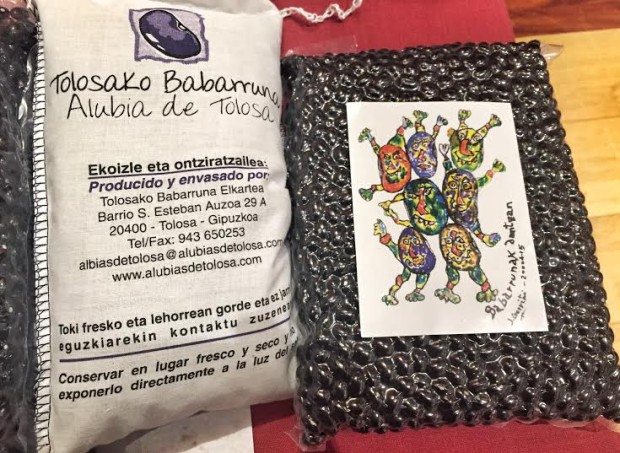 Tolosako Babarruna
Alubia de Tolosa
Ekoizle eta ontziratzailea:
Producido y envasado por:
Tolosako Babarruna Elkartea
Barrio S. Esteban Auzoa 29 A
20400 - Tolosa - Gipuzkoa
Tel/Fax: 943 650253
albiasdetolosa@alubiasdetolosa.com
www.alubiasdetolosa.com
Toki fresko eta lehorrean gorde eta ez
eguzkiarekin kontaktu
Conservar en lugar fresco y seco y
exponerlo directamente a la luz del
Babarrunak dantzan